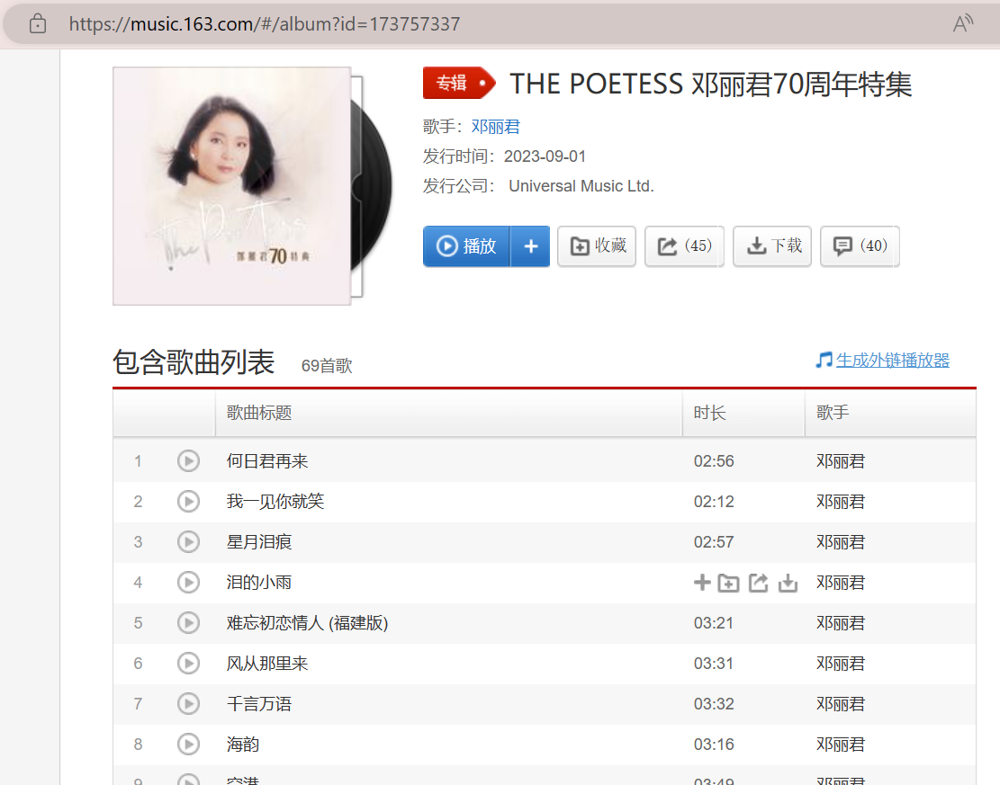 https://music.163.com/#/album?id=173757337
专辑 THE POETESS 邓丽君70周年特集
歌手：邓丽君
发行时间：2023-09-01
发行公司： Universal Music Ltd.
The Poetess
鄧麗君70特典
播放 + 收藏 (45) 下载 (40)
包含歌曲列表 69首歌 生成外链播放器
歌曲标题 时长 歌手
1 何日君再来 02:56 邓丽君
2 我一见你就笑 02:12 邓丽君
3 星月泪痕 02:57 邓丽君
4 泪的小雨 邓丽君
5 难忘初恋情人 (福建版) 03:21 邓丽君
6 风从那里来 03:31 邓丽君
7 千言万语 03:32 邓丽君
8 海韵 03:16 邓丽君
9 空港 03:49 邓丽君